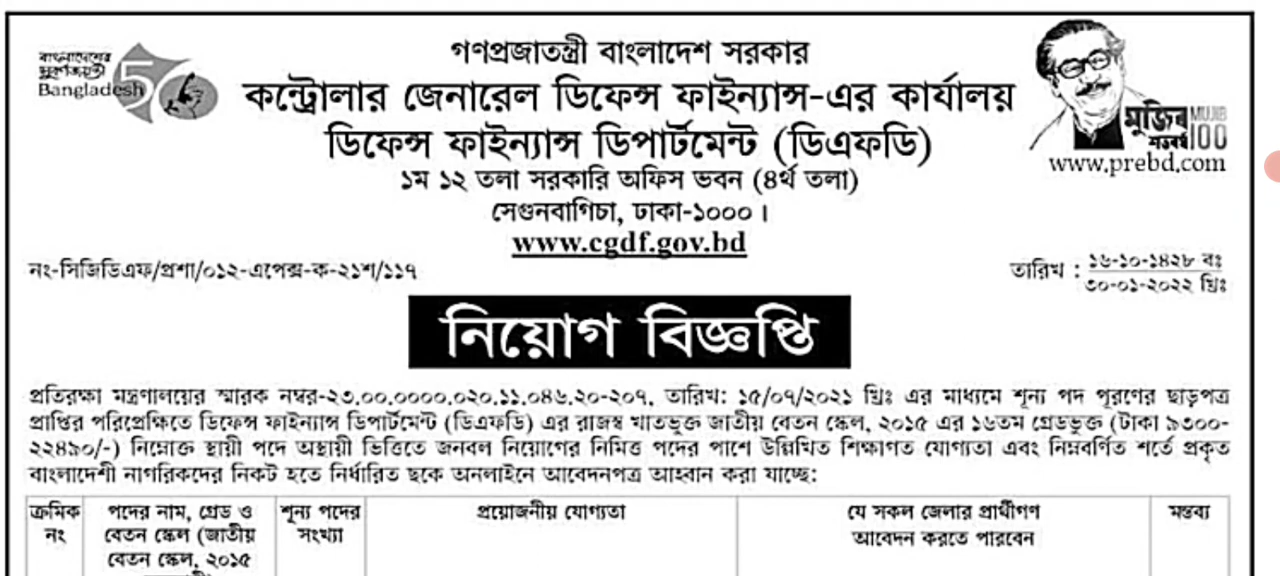 বাংলাদেশের
সুবর্ণজয়ন্তী
50
Bangladesh
গণপ্রজাতন্ত্রী বাংলাদেশ সরকার
কন্ট্রোলার জেনারেল ডিফেন্স ফাইন্যান্স-এর কার্যালয়
ডিফেন্স ফাইন্যান্স ডিপার্টমেন্ট (ডিএফডি)
১ম ১২ তলা সরকারি অফিস ভবন (৪র্থ তলা)
সেগুনবাগিচা, ঢাকা-১০০০।
www.cgdf.gov.bd
মুজিব MUJIB
শতবর্ষ 100
www.prebd.com
নং-সিজিডিএফ/প্রশা/০১২-এপেক্স-ক-২১শ/১১৭
তারিখ : ১৬-১০-১৪২৮ বঃ
৩০-০১-২০২২ খ্রিঃ
নিয়োগ বিজ্ঞপ্তি
প্রতিরক্ষা মন্ত্রণালয়ের স্মারক নম্বর-২৩.০০.০০০০.০২০.১১.০৪৬.২০-২০৭, তারিখ: ১৫/০৭/২০২১ খ্রিঃ এর মাধ্যমে শূন্য পদ পূরণের ছাড়পত্র
প্রাপ্তির পরিপ্রেক্ষিতে ডিফেন্স ফাইন্যান্স ডিপার্টমেন্ট (ডিএফডি) এর রাজস্ব খাতভুক্ত জাতীয় বেতন স্কেল, ২০১৫ এর ১৬তম গ্রেডভুক্ত (টাকা ৯৩০০-
২২৪৯০/-) নিম্নোক্ত স্থায়ী পদে অস্থায়ী ভিত্তিতে জনবল নিয়োগের নিমিত্ত পদের পাশে উল্লিখিত শিক্ষাগত যোগ্যতা এবং নিম্নবর্ণিত শর্তে প্রকৃত
বাংলাদেশী নাগরিকদের নিকট হতে নির্ধারিত ছকে অনলাইনে আবেদনপত্র আহবান করা যাচ্ছে:
ক্রমিক
নং
পদের নাম, গ্রেড ও
বেতন স্কেল (জাতীয়
বেতন স্কেল, ২০১৫
শূন্য পদের
সংখ্যা
প্রয়োজনীয় যোগ্যতা
যে সকল জেলার প্রার্থীগণ
আবেদন করতে পারবেন
মন্তব্য